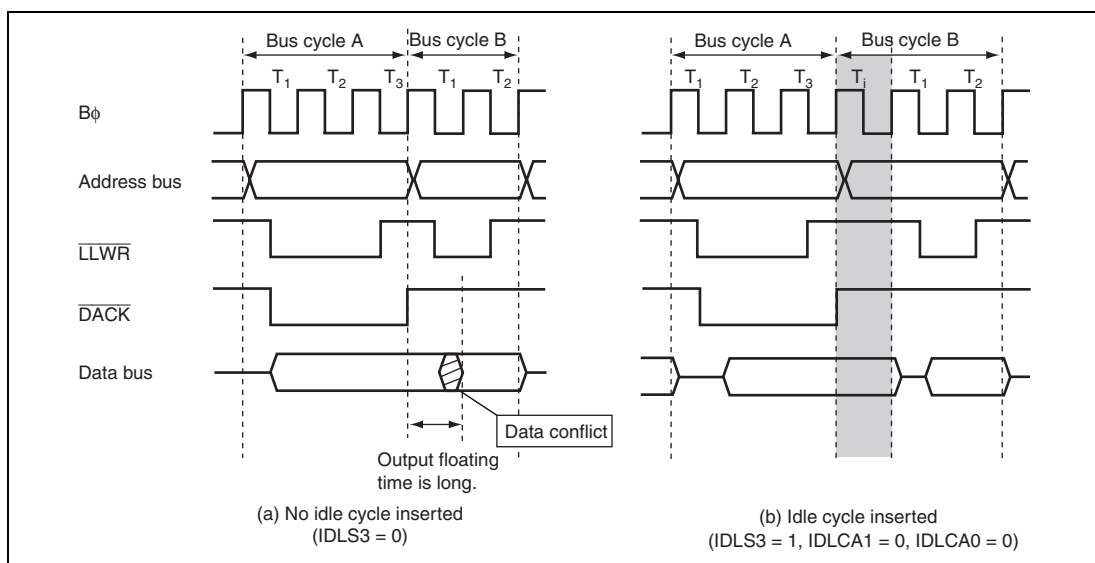 Bus cycle A Bus cycle B
T1 T2 T3 T1 T2
Bus cycle A Bus cycle B
T1 T2 T3 Ti T1 T2
Bφ
Address bus
LLWR
DACK
Data bus
Data conflict
Output floating
time is long.
(a) No idle cycle inserted
(IDLS3 = 0)
(b) Idle cycle inserted
(IDLS3 = 1, IDLCA1 = 0, IDLCA0 = 0)